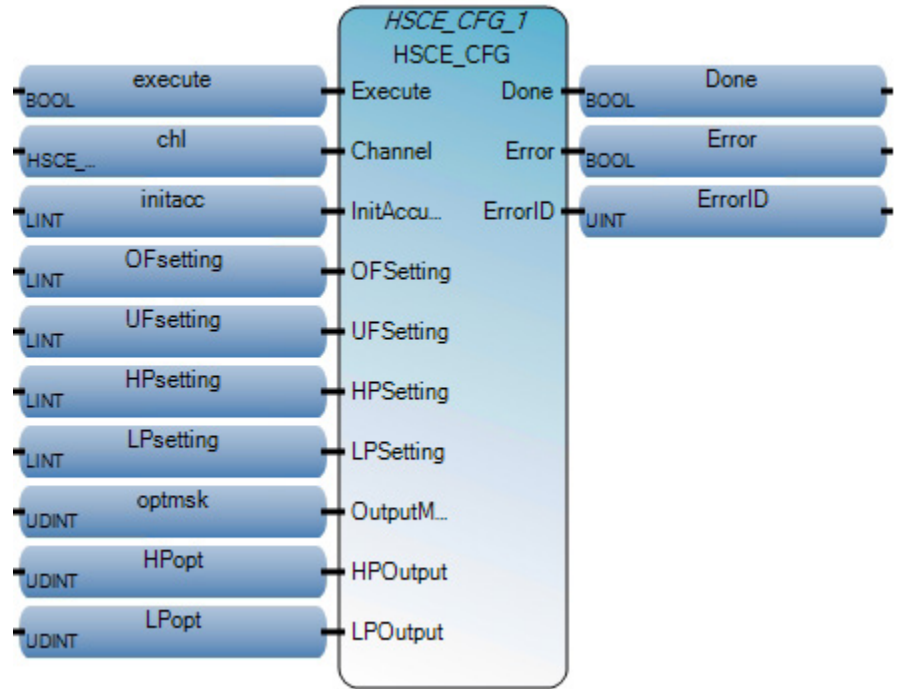 HSCE_CFG_1
HSCE_CFG
execute
BOOL
Execute
Done
Done
BOOL
chl
HSCE_...
Channel
Error
Error
BOOL
initacc
LINT
InitAccu...
ErrorID
ErrorID
UINT
OFsetting
LINT
OFSetting
UFsetting
LINT
UFSetting
HPsetting
LINT
HPSetting
LPsetting
LINT
LPSetting
optmsk
UDINT
OutputM...
HPopt
UDINT
HPOutput
LPopt
UDINT
LPOutput